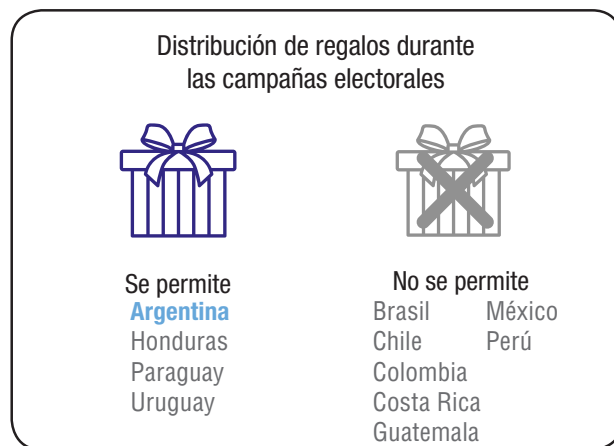 Distribución de regalos durante
las campañas electorales
Se permite
Argentina
Honduras
Paraguay
Uruguay
No se permite
Brasil
Chile
Colombia
Costa Rica
Guatemala
México
Perú